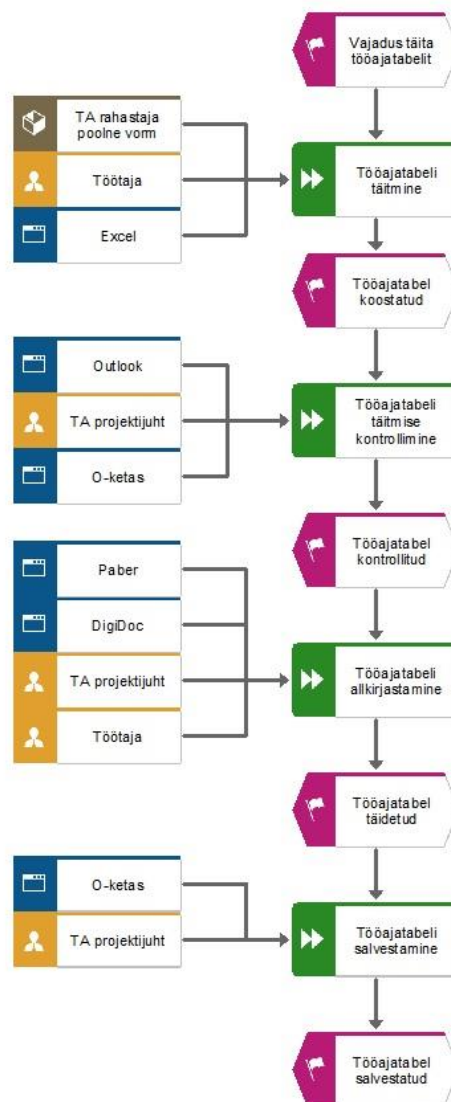 Vajadus täita
tööajatabelit
TA rahastaja
poolne vorm
Töötaja
Excel
Tööajatabeli
täitmine
Tööajatabel
koostatud
Outlook
TA projektijuht
O-ketas
Tööajatabeli
täitmise
kontrollimine
Tööajatabel
kontrollitud
Paber
DigiDoc
TA projektijuht
Töötaja
Tööajatabeli
allkirjastamine
Tööajatabel
täidetud
O-ketas
TA projektijuht
Tööajatabeli
salvestamine
Tööajatabel
salvestatud